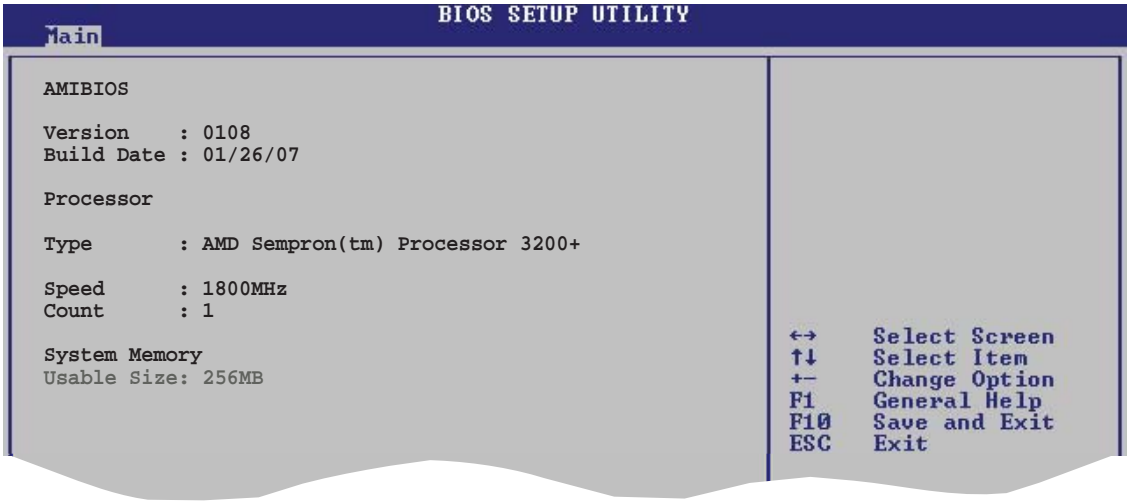 BIOS SETUP UTILITY
Main
AMIBIOS
Version : 0108
Build Date : 01/26/07
Processor
Type : AMD Sempron(tm) Processor 3200+
Speed : 1800MHz
Count : 1
System Memory
Usable Size: 256MB
←→ Select Screen
↑↓ Select Item
+- Change Option
F1 General Help
F10 Save and Exit
ESC Exit